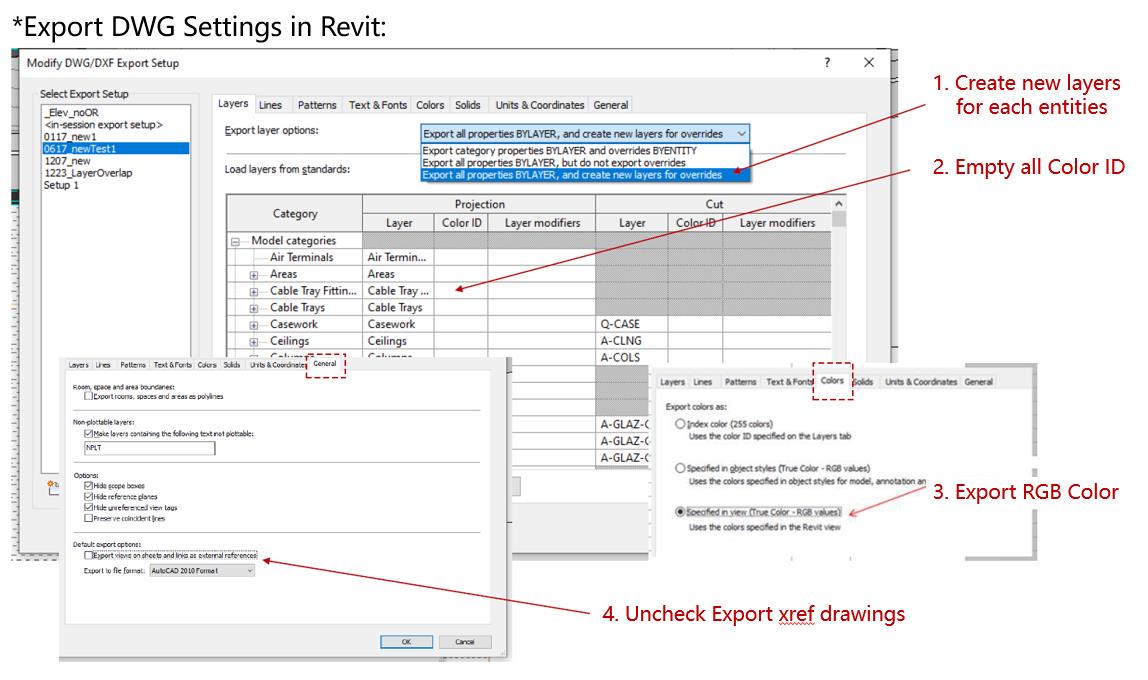 *Export DWG Settings in Revit:
Modify DWG/DXF Export Setup
?
Select Export Setup
_Elev_noOR
<in-session export setup>
0117_new1
0617_newTest1
1207_new
1223_LayerOverlap
Setup 1
Layers Lines Patterns Text & Fonts Colors Solids Units & Coordinates General
Export layer options:
Export all properties BYLAYER, and create new layers for overrides
Export category properties BYLAYER and overrides BYENTITY
Export all properties BYLAYER, but do not export overrides
Export all properties BYLAYER, and create new layers for overrides
Load layers from standards:
1. Create new layers
for each entities
2. Empty all Color ID
Category Projection Cut
Layer Color ID Layer modifiers Layer Color ID Layer modifiers
Model categories
Air Terminals Air Termin...
Areas Areas
Cable Tray Fittin... Cable Tray ...
Cable Trays Cable Trays
Casework Casework Q-CASE
Ceilings Ceilings A-CLNG
A-COLS
A-GLAZ-C
A-GLAZ-C
A-GLAZ-C
Layers Lines Patterns Text & Fonts Colors Solids Units & Coordinates General
Room, space and area boundaries:
Export rooms, spaces and areas as polylines
Non-plottable layers:
Make layers containing the following text not plottable:
NPLT
Options:
Hide scope boxes
Hide reference planes
Hide unreferenced view tags
Preserve coincident lines
Default export options:
Export views on sheets and links as external references
Export to file format: AutoCAD 2010 Format
OK Cancel
Layers Lines Patterns Text & Fonts Colors Solids Units & Coordinates General
Export colors as:
Index color (255 colors)
Uses the color ID specified on the Layers tab
Specified in object styles (True Color - RGB values)
Uses the colors specified in object styles for model, annotation an
Specified in view (True Color - RGB values)
Uses the colors specified in the Revit view
3. Export RGB Color
4. Uncheck Export xref drawings